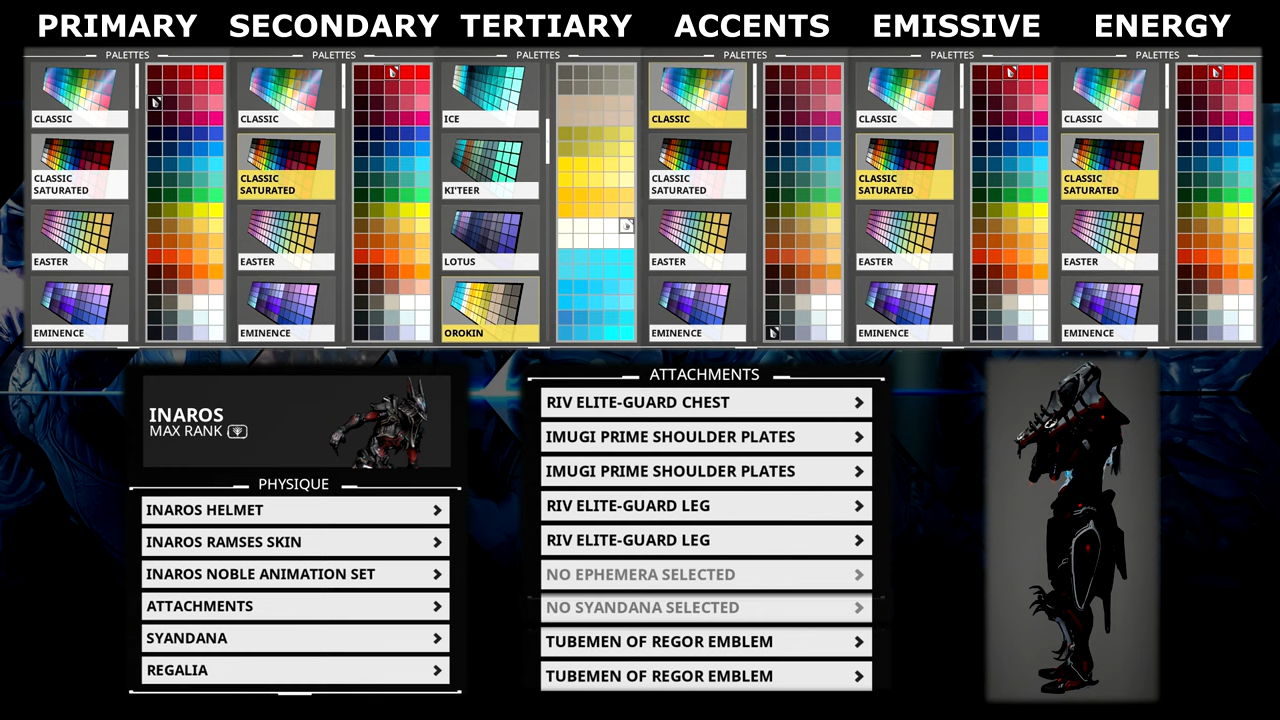 PRIMARY
SECONDARY
TERTIARY
ACCENTS
EMISSIVE
ENERGY
PALETTES
CLASSIC
CLASSIC
SATURATED
EASTER
EMINENCE
PALETTES
CLASSIC
CLASSIC
SATURATED
EASTER
EMINENCE
PALETTES
ICE
KI'TEER
LOTUS
OROKIN
PALETTES
CLASSIC
CLASSIC
SATURATED
EASTER
EMINENCE
PALETTES
CLASSIC
CLASSIC
SATURATED
EASTER
EMINENCE
PALETTES
CLASSIC
CLASSIC
SATURATED
EASTER
EMINENCE
INAROS
MAX RANK
PHYSIQUE
INAROS HELMET
INAROS RAMSES SKIN
INAROS NOBLE ANIMATION SET
ATTACHMENTS
SYANDANA
REGALIA
ATTACHMENTS
RIV ELITE-GUARD CHEST
IMUGI PRIME SHOULDER PLATES
IMUGI PRIME SHOULDER PLATES
RIV ELITE-GUARD LEG
RIV ELITE-GUARD LEG
NO EPHEMERA SELECTED
NO SYANDANA SELECTED
TUBEMEN OF REGOR EMBLEM
TUBEMEN OF REGOR EMBLEM